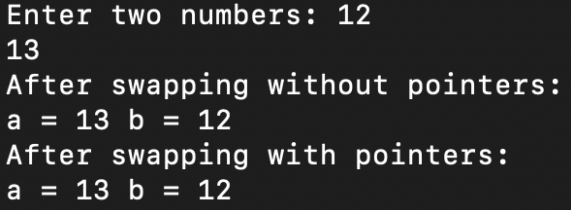 Enter two numbers: 12
13
After swapping without pointers:
a = 13 b = 12
After swapping with pointers:
a = 13 b = 12